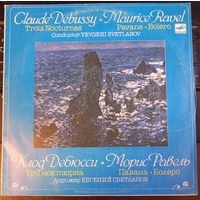 Claude Debussy · Maurice Ravel
Trois Nocturnes Pavane · Bolero
Conductor YEVGENI SVETLANOV
Клод Дебюсси · Морис Равель
Три ноктюрна Павана · Болеро
Дирижер ЕВГЕНИЙ СВЕТЛАНОВ